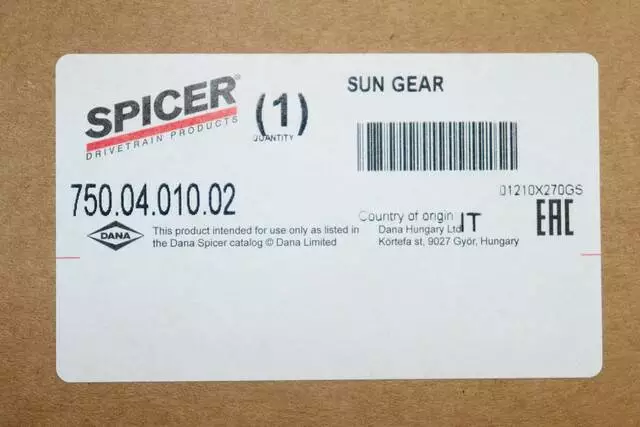 SPICER®
DRIVETRAIN PRODUCTS
(1)
QUANTITY
SUN GEAR
01210X270GS
750.04.010.02
DANA
This product intended for use only as listed in
the Dana Spicer catalog © Dana Limited
Country of origin IT
Dana Hungary Ltd
Körtefa st, 9027 Győr, Hungary
EAC